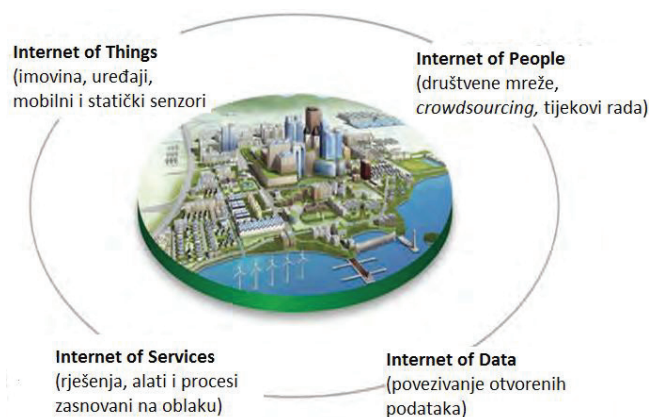 Internet of Things
(imovina, uređaji,
mobilni i statički senzori
Internet of People
(društvene mreže,
crowdsourcing, tijekovi rada)
Internet of Services
(rješenja, alati i procesi
zasnovani na oblaku)
Internet of Data
(povezivanje otvorenih
podataka)